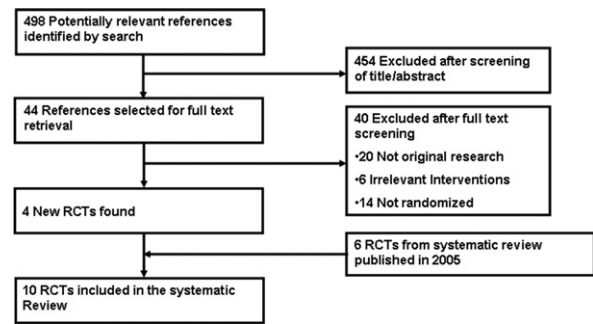 498 Potentially relevant references
identified by search
454 Excluded after screening
of title/abstract
44 References selected for full text
retrieval
40 Excluded after full text
screening
•20 Not original research
•6 Irrelevant Interventions
•14 Not randomized
4 New RCTs found
6 RCTs from systematic review
published in 2005
10 RCTs included in the systematic
Review